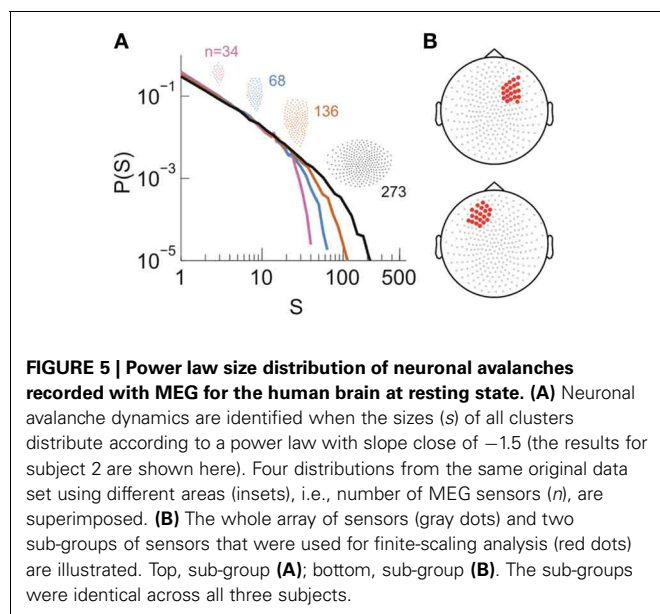 A
B
n=34
68
136
273
10⁻¹
10⁻³
10⁻⁵
P(S)
1
10
100
500
S
FIGURE 5 | Power law size distribution of neuronal avalanches
recorded with MEG for the human brain at resting state. (A) Neuronal
avalanche dynamics are identified when the sizes (s) of all clusters
distribute according to a power law with slope close of −1.5 (the results for
subject 2 are shown here). Four distributions from the same original data
set using different areas (insets), i.e., number of MEG sensors (n), are
superimposed. (B) The whole array of sensors (gray dots) and two
sub-groups of sensors that were used for finite-scaling analysis (red dots)
are illustrated. Top, sub-group (A); bottom, sub-group (B). The sub-groups
were identical across all three subjects.